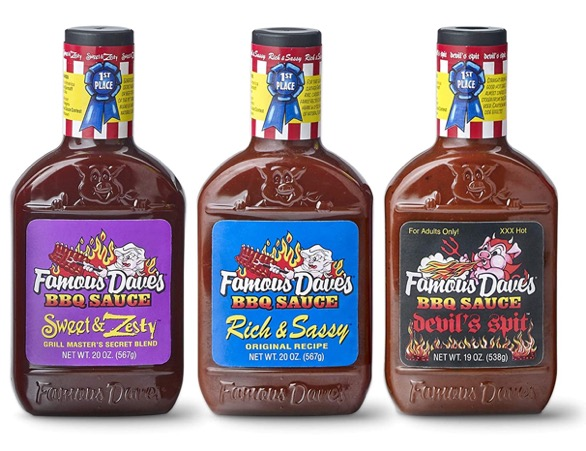 Sweet & Zesty
1ST
PLACE
Famous Dave's
BBQ SAUCE
Sweet & Zesty™
GRILL MASTER'S SECRET BLEND
NET WT. 20 OZ. (567g)
Famous Dave's
Rich & Sassy
1ST
PLACE
Famous Dave's
BBQ SAUCE
Rich & Sassy™
ORIGINAL RECIPE
NET WT. 20 OZ. (567g)
Famous Dave's
devil's spit
1ST
PLACE
For Adults Only!
XXX Hot
Famous Dave's
BBQ SAUCE
devil's spit
NET WT. 19 OZ. (538g)
Famous Dave's